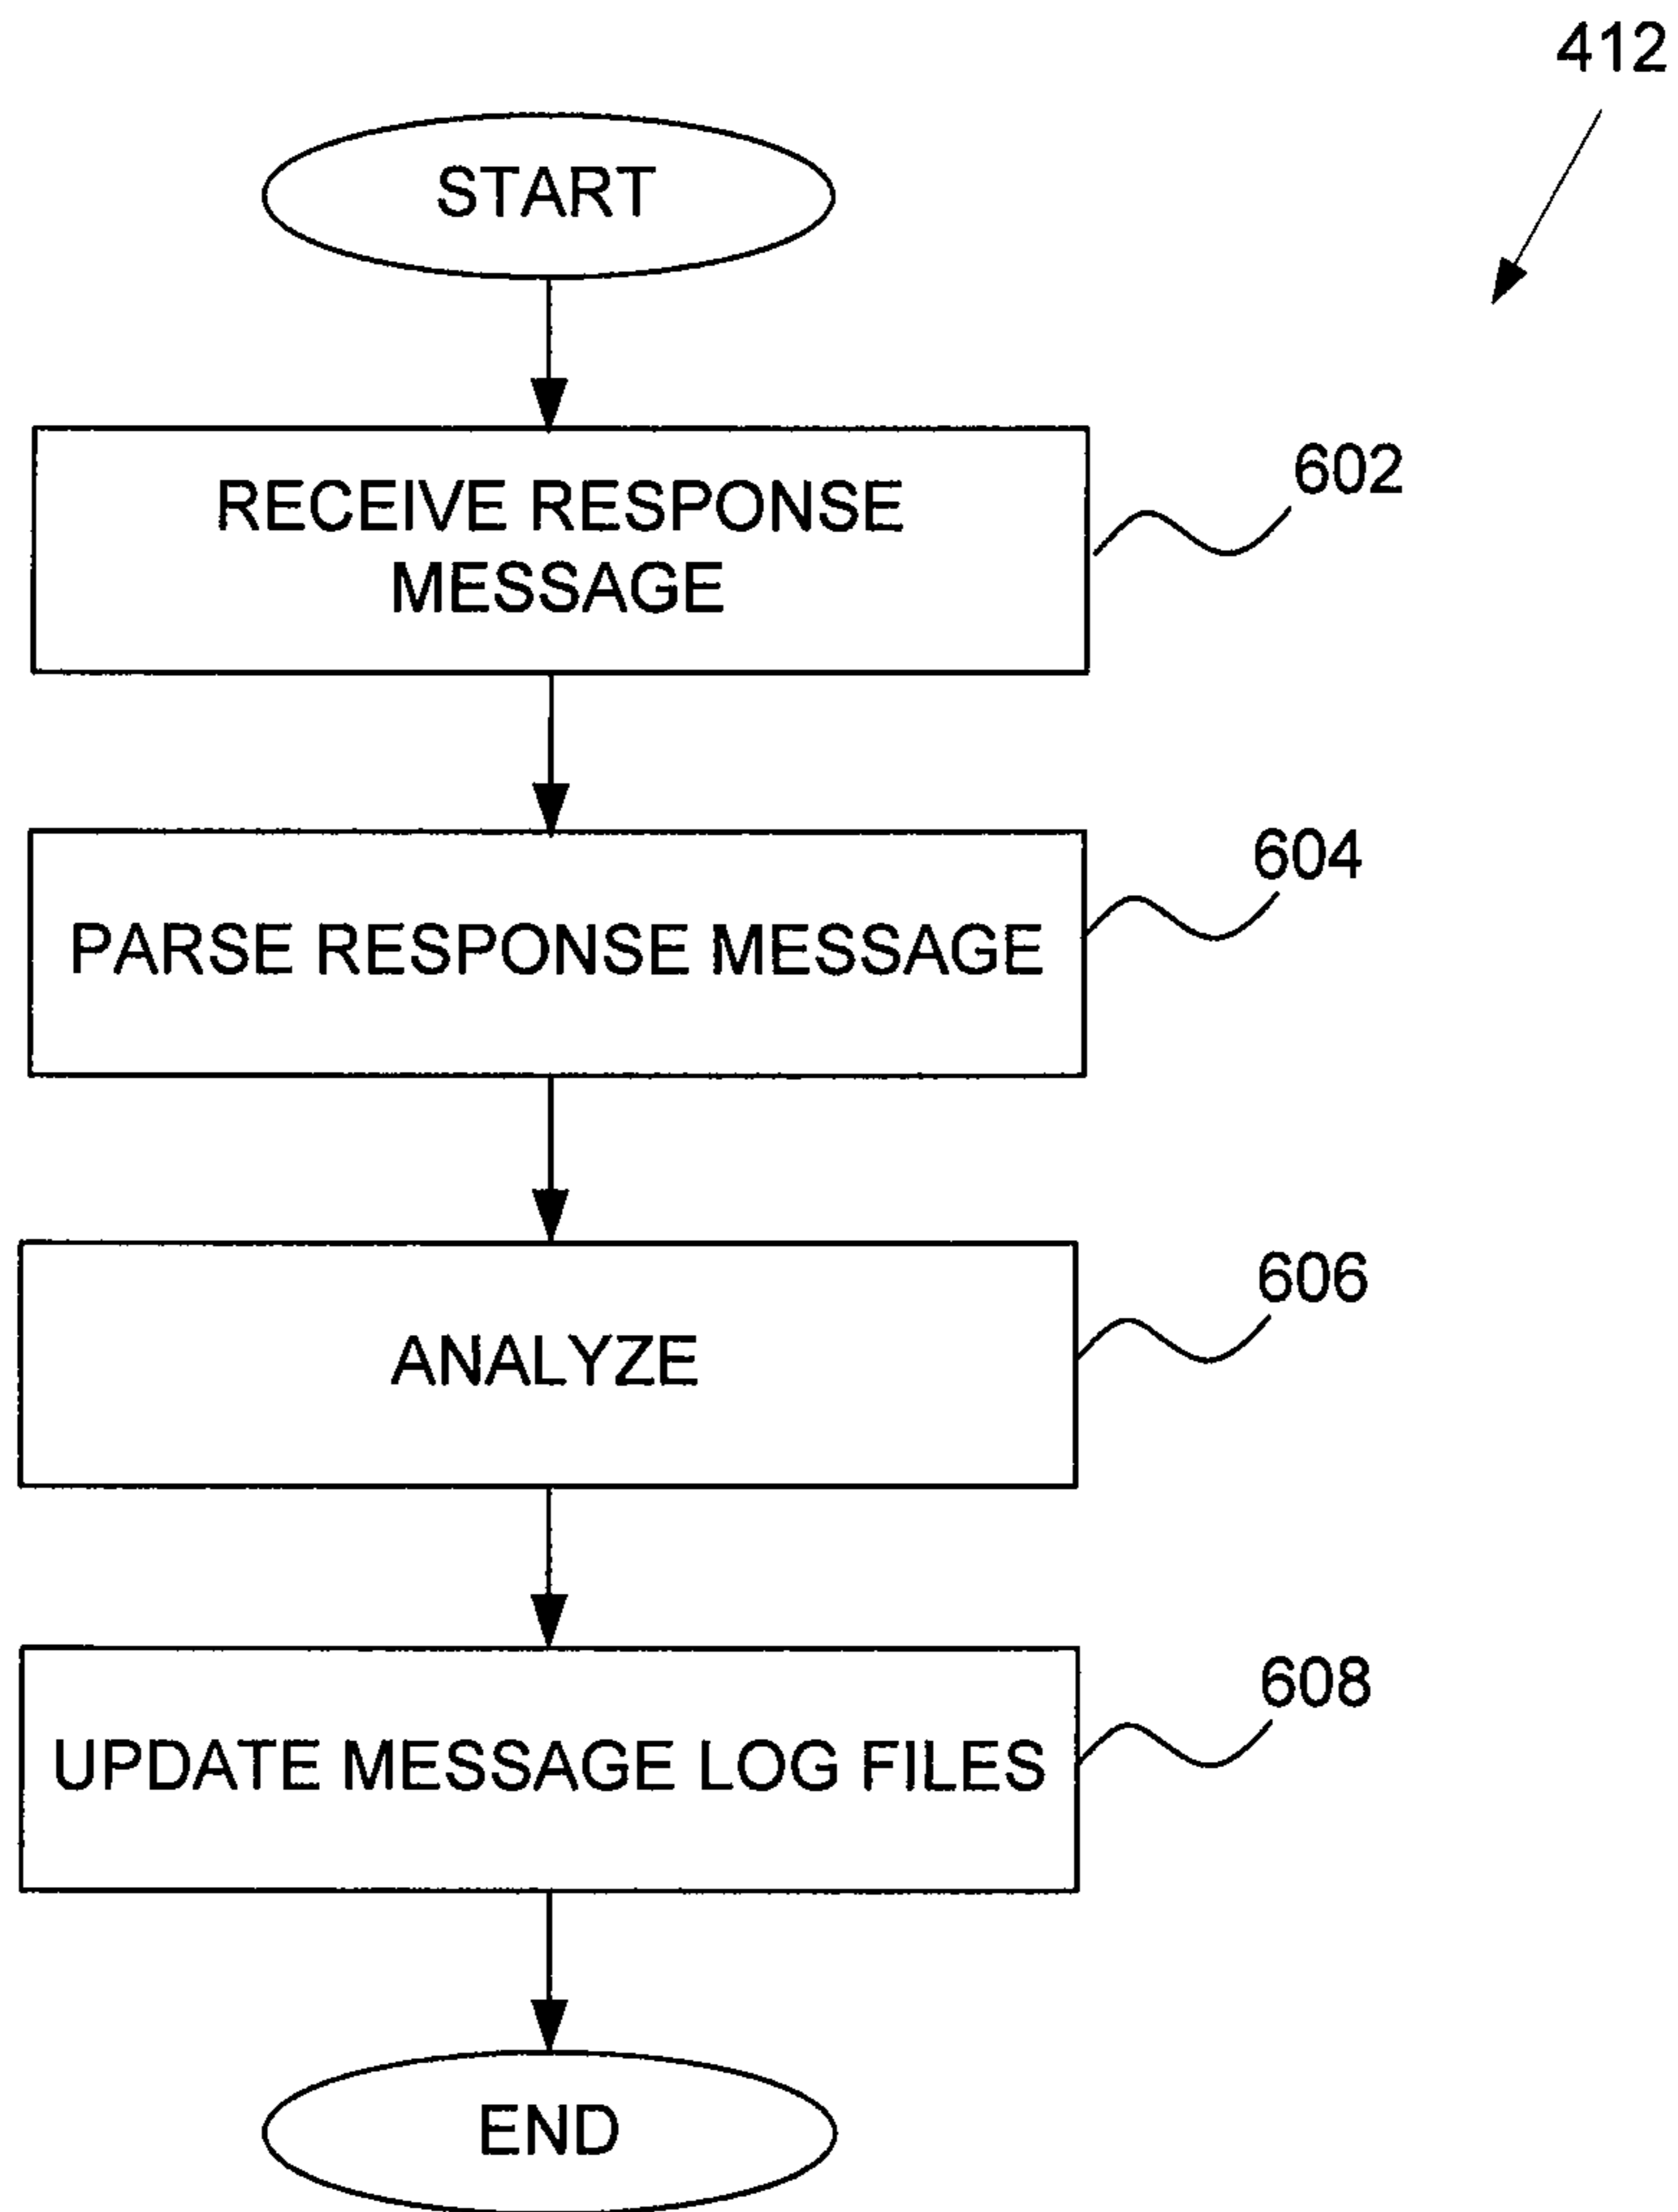 412
START
RECEIVE RESPONSE
MESSAGE
602
PARSE RESPONSE MESSAGE
604
ANALYZE
606
UPDATE MESSAGE LOG FILES
608
END